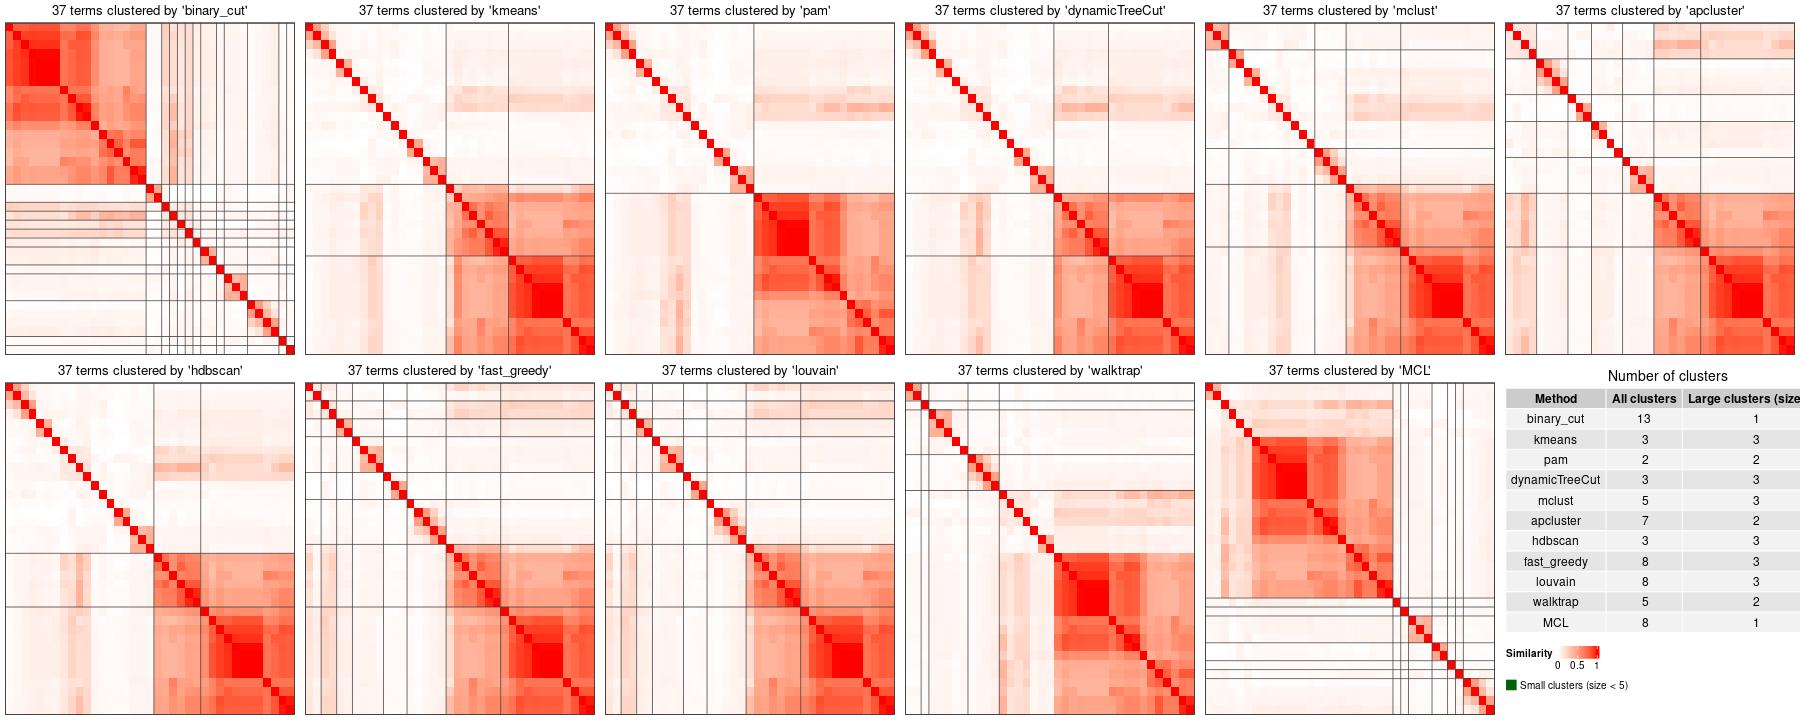 37 terms clustered by 'binary_cut'
37 terms clustered by 'kmeans'
37 terms clustered by 'pam'
37 terms clustered by 'dynamicTreeCut'
37 terms clustered by 'mclust'
37 terms clustered by 'apcluster'
37 terms clustered by 'hdbscan'
37 terms clustered by 'fast_greedy'
37 terms clustered by 'louvain'
37 terms clustered by 'walktrap'
37 terms clustered by 'MCL'
Number of clusters
Method All clusters Large clusters (size
binary_cut 13 1
kmeans 3 3
pam 2 2
dynamicTreeCut 3 3
mclust 5 3
apcluster 7 2
hdbscan 3 3
fast_greedy 8 3
louvain 8 3
walktrap 5 2
MCL 8 1
Similarity
0 0.5 1
Small clusters (size < 5)